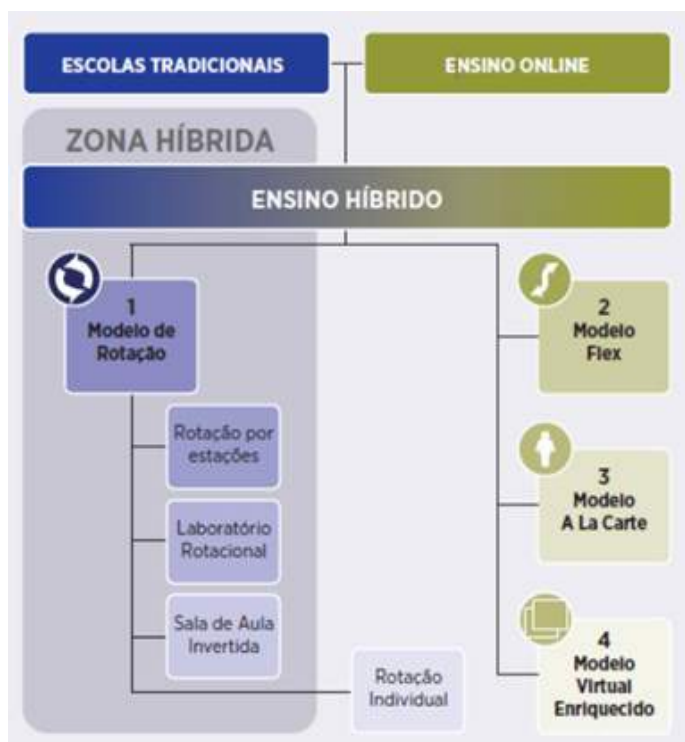 ESCOLAS TRADICIONAIS
ENSINO ONLINE
ZONA HÍBRIDA
ENSINO HÍBRIDO
1
Modelo de
Rotação
Rotação por
estações
Laboratório
Rotacional
Sala de Aula
Invertida
Rotação
Individual
2
Modelo
Flex
3
Modelo
A La Carte
4
Modelo
Virtual
Enriquecido